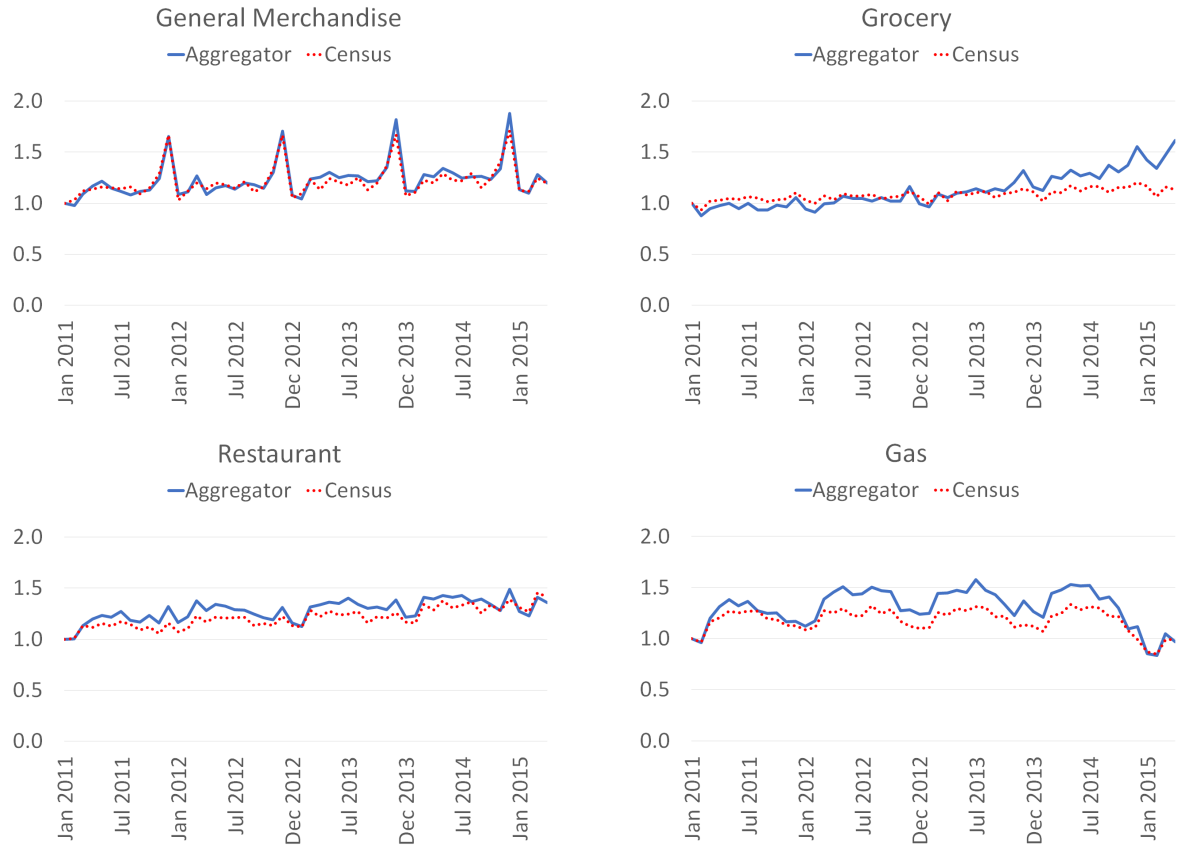 General Merchandise
Aggregator Census
2.0
1.5
1.0
0.5
0.0
Jan 2011
Jul 2011
Jan 2012
Jul 2012
Dec 2012
Jul 2013
Dec 2013
Jul 2014
Jan 2015
Grocery
Aggregator Census
2.0
1.5
1.0
0.5
0.0
Jan 2011
Jul 2011
Jan 2012
Jul 2012
Dec 2012
Jul 2013
Dec 2013
Jul 2014
Jan 2015
Restaurant
Aggregator Census
2.0
1.5
1.0
0.5
0.0
Jan 2011
Jul 2011
Jan 2012
Jul 2012
Dec 2012
Jul 2013
Dec 2013
Jul 2014
Jan 2015
Gas
Aggregator Census
2.0
1.5
1.0
0.5
0.0
Jan 2011
Jul 2011
Jan 2012
Jul 2012
Dec 2012
Jul 2013
Dec 2013
Jul 2014
Jan 2015